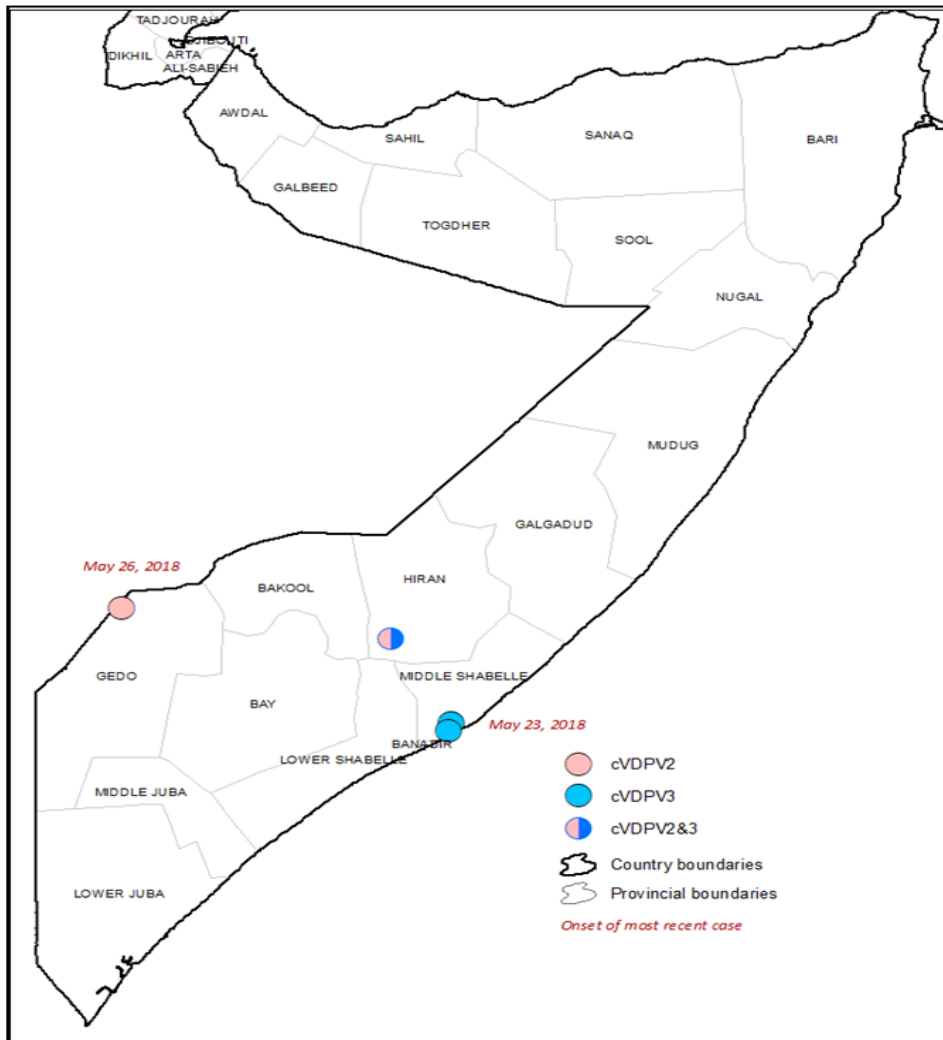 TADJOURAH
DJIBOUTI
DIKHIL
ARTA
ALI-SABIEH
AWDAL
SAHIL
SANAQ
BARI
GALBEED
TOGDHER
SOOL
NUGAL
MUDUG
GALGADUD
May 26, 2018
BAKOOL
HIRAN
GEDO
MIDDLE SHABELLE
BAY
May 23, 2018
BANADIR
LOWER SHABELLE
MIDDLE JUBA
LOWER JUBA
cVDPV2
cVDPV3
cVDPV2&3
Country boundaries
Provincial boundaries
Onset of most recent case